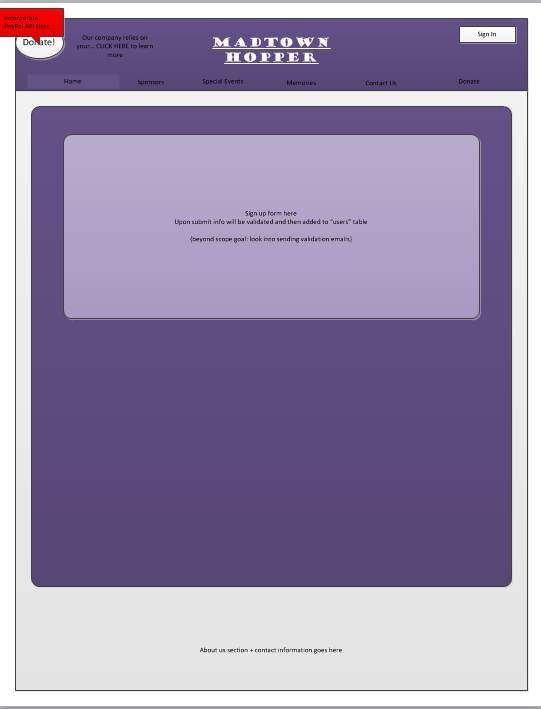 PayPal API Here
Donate!
Our company relies on
your... CLICK HERE to learn
more
MADTOWN
HOPPER
Sign In
Home
Sponsors
Special Events
Memories
Contact Us
Donate
Sign up form here
Upon submit info will be validated and then added to "users" table
(beyond scope goal: look into sending validation emails)
About us section + contact information goes here